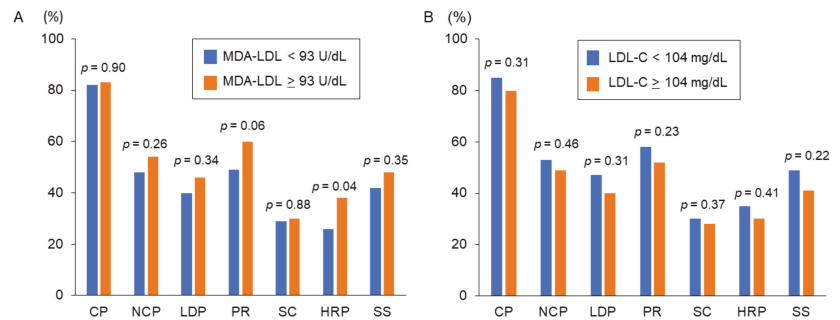 A
(%)
MDA-LDL < 93 U/dL
MDA-LDL ≥ 93 U/dL
100
80
60
40
20
0
p = 0.90
p = 0.26
p = 0.34
p = 0.06
p = 0.88
p = 0.04
p = 0.35
CP NCP LDP PR SC HRP SS
B
(%)
LDL-C < 104 mg/dL
LDL-C ≥ 104 mg/dL
100
80
60
40
20
0
p = 0.31
p = 0.46
p = 0.31
p = 0.23
p = 0.37
p = 0.41
p = 0.22
CP NCP LDP PR SC HRP SS